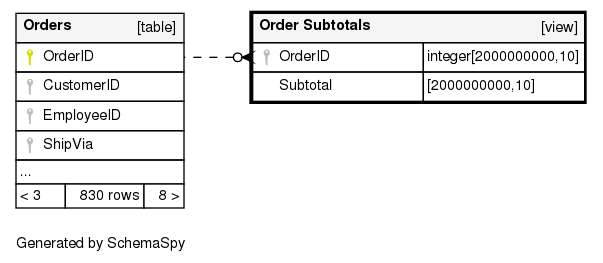 Orders [table]
OrderID
CustomerID
EmployeeID
ShipVia
...
< 3 830 rows 8 >
Order Subtotals [view]
OrderID integer[2000000000,10]
Subtotal [2000000000,10]
Generated by SchemaSpy